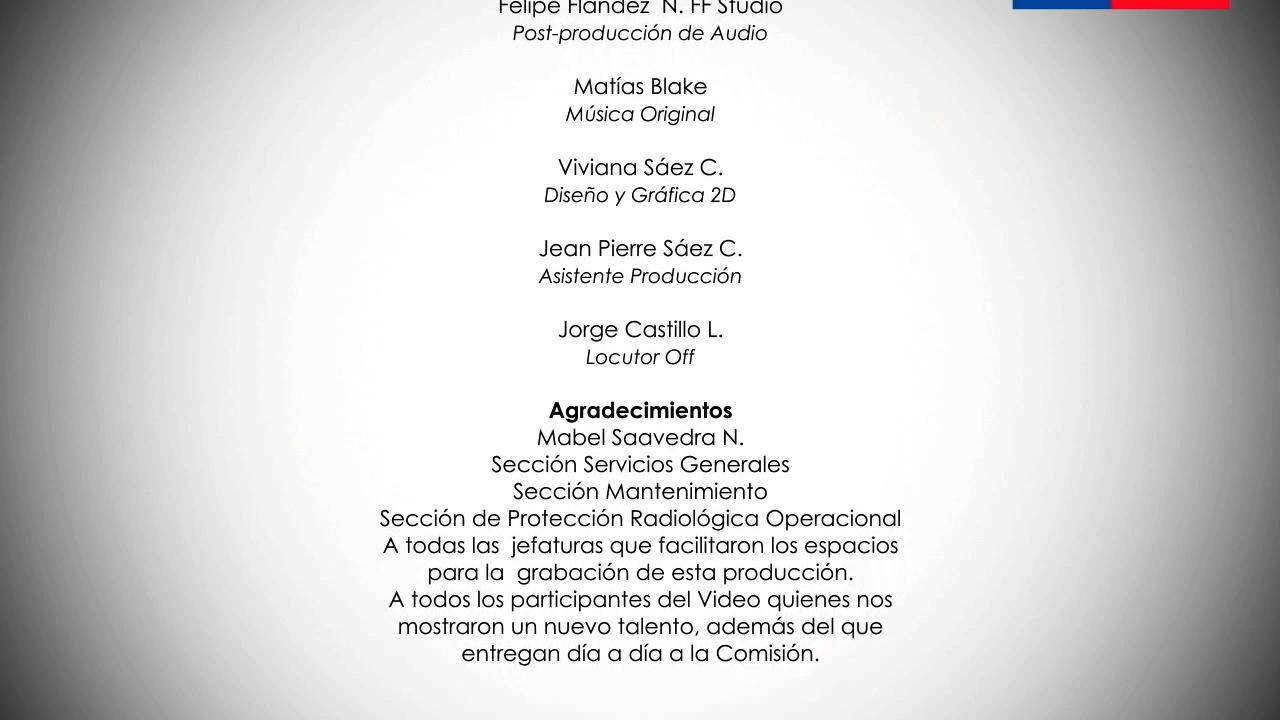 Felipe Flández N. FF Studio
Post-producción de Audio
Matías Blake
Música Original
Viviana Sáez C.
Diseño y Gráfica 2D
Jean Pierre Sáez C.
Asistente Producción
Jorge Castillo L.
Locutor Off
Agradecimientos
Mabel Saavedra N.
Sección Servicios Generales
Sección Mantenimiento
Sección de Protección Radiológica Operacional
A todas las jefaturas que facilitaron los espacios
para la grabación de esta producción.
A todos los participantes del Video quienes nos
mostraron un nuevo talento, además del que
entregan día a día a la Comisión.